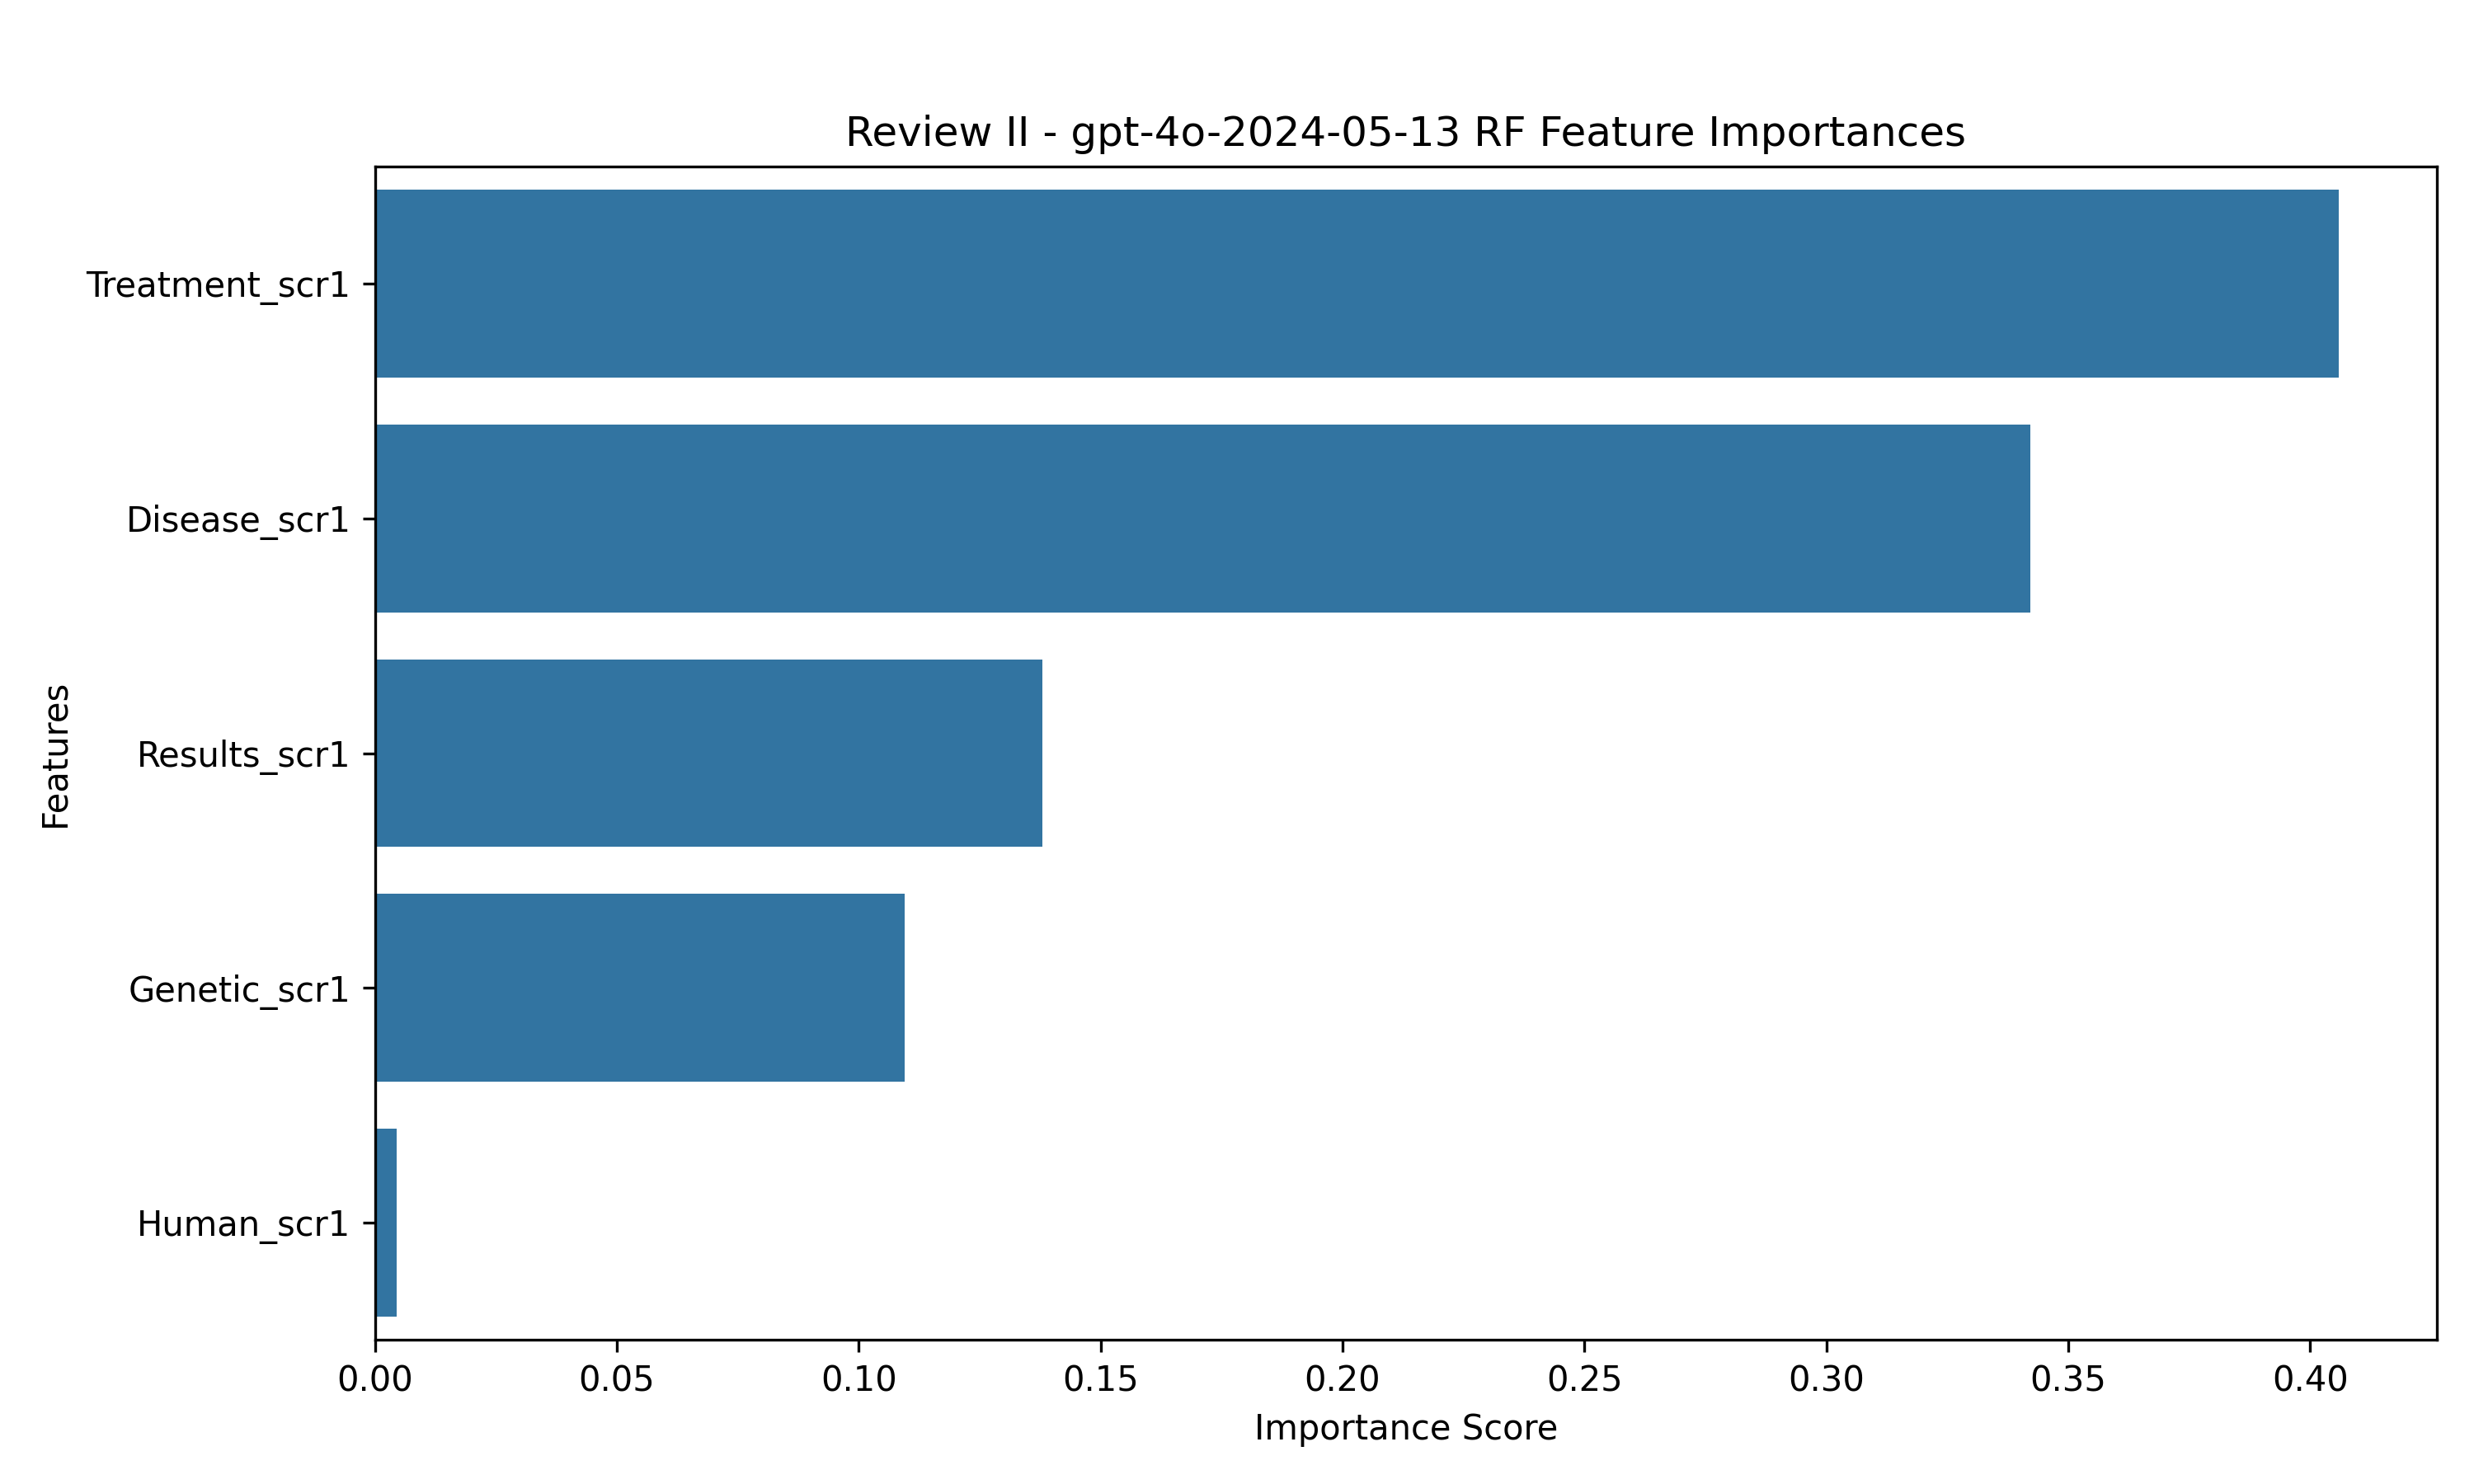 Review II - gpt-4o-2024-05-13 RF Feature Importances
Features
Treatment_scr1
Disease_scr1
Results_scr1
Genetic_scr1
Human_scr1
0.00 0.05 0.10 0.15 0.20 0.25 0.30 0.35 0.40
Importance Score